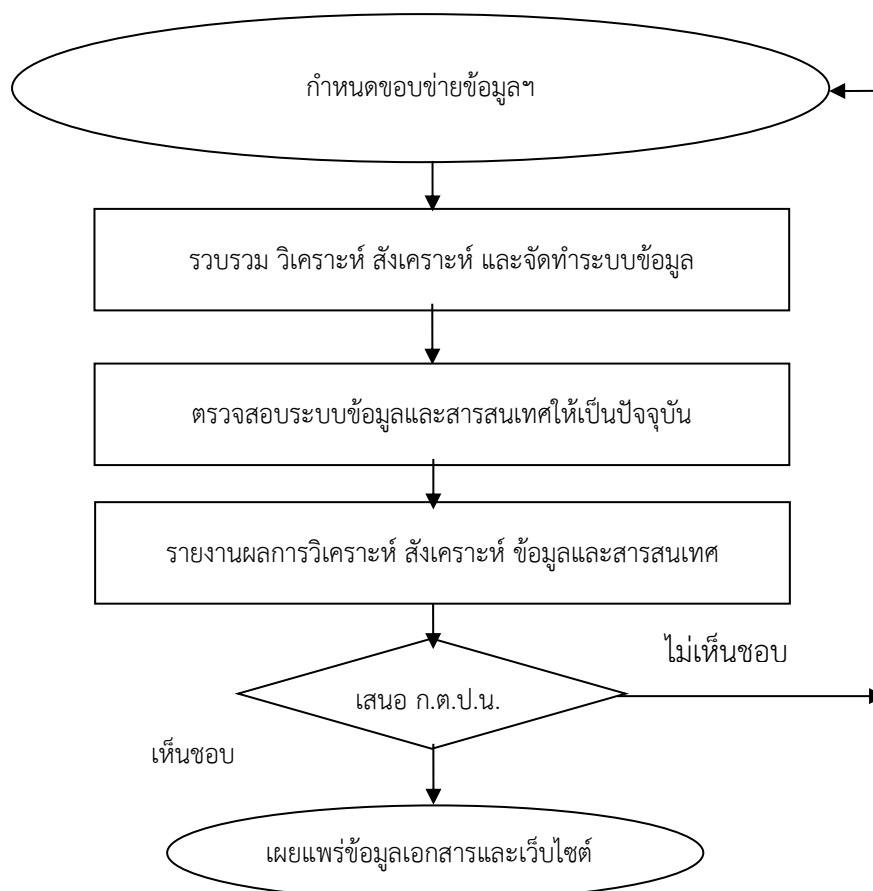 กำหนดขอบข่ายข้อมูลฯ
รวบรวม วิเคราะห์ สังเคราะห์ และจัดทำระบบข้อมูล
ตรวจสอบระบบข้อมูลและสารสนเทศให้เป็นปัจจุบัน
รายงานผลการวิเคราะห์ สังเคราะห์ ข้อมูลและสารสนเทศ
ไม่เห็นชอบ
เสนอ ก.ต.ป.น.
เห็นชอบ
เผยแพร่ข้อมูลเอกสารและเว็บไซต์